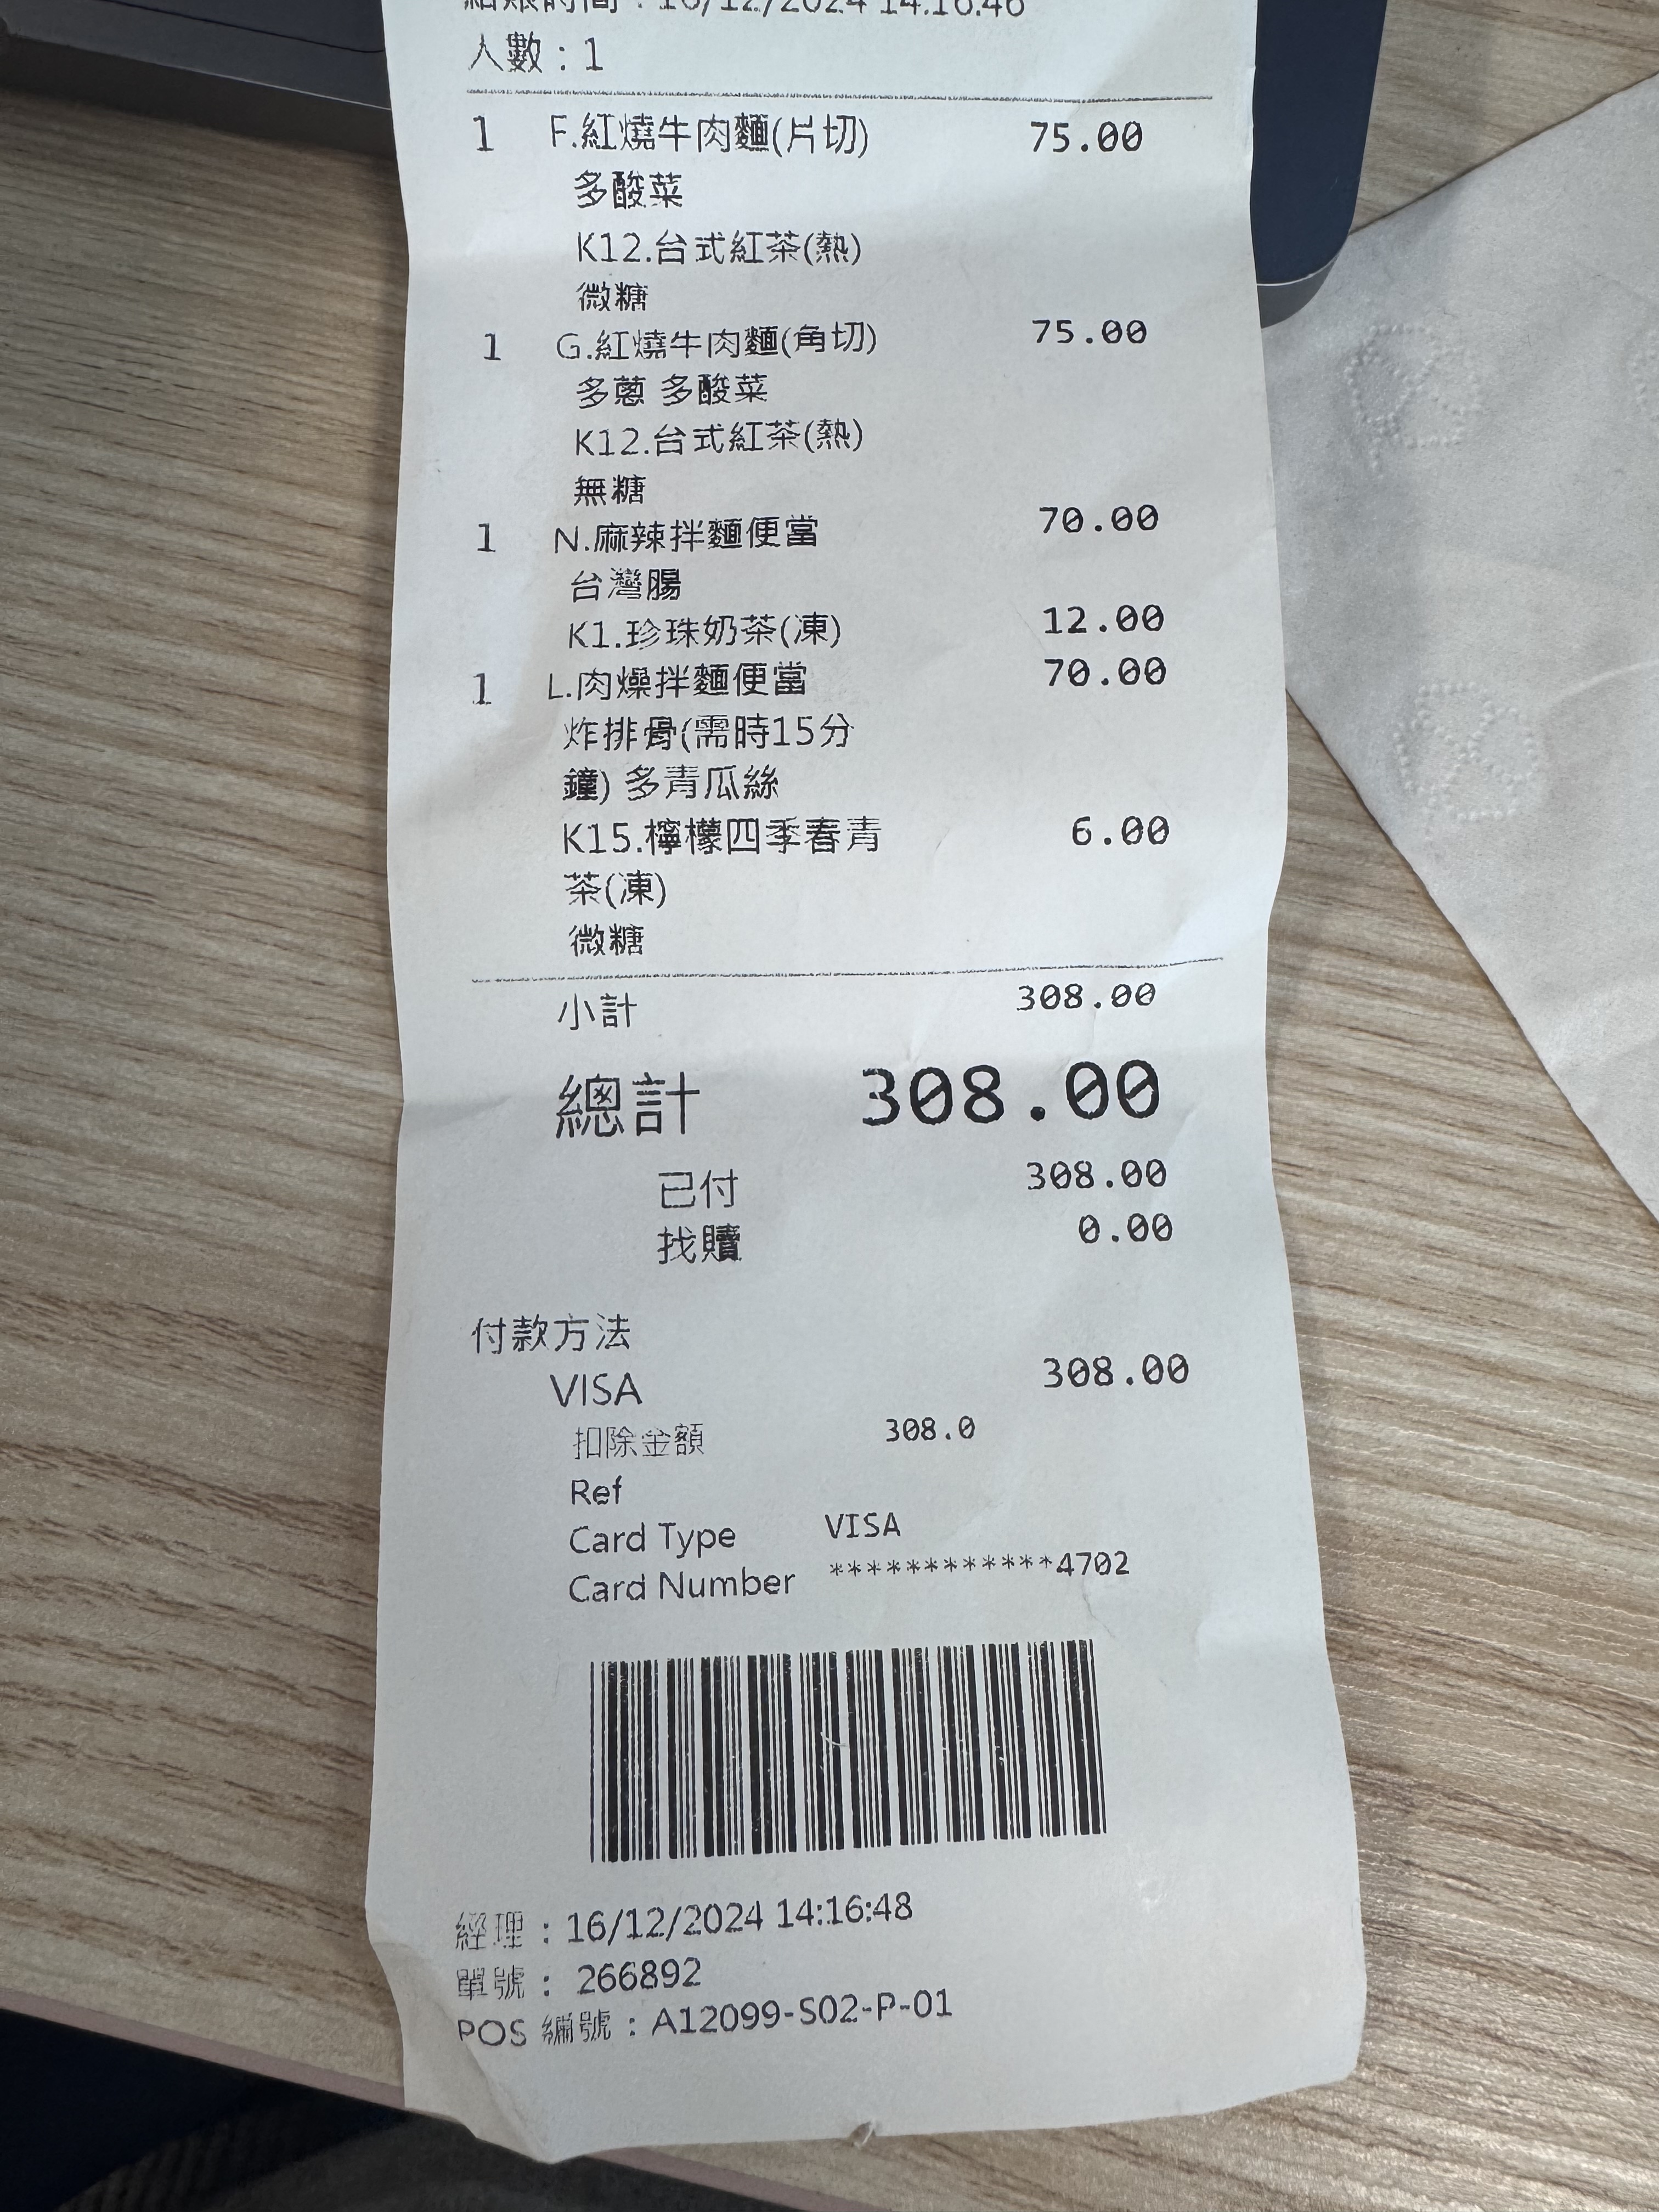 結賬時間：16/12/2024 14:16:46
人數：1
1 F.紅燒牛肉麵(片切) 75.00
多酸菜
K12.台式紅茶(熱)
微糖
1 G.紅燒牛肉麵(角切) 75.00
多蔥 多酸菜
K12.台式紅茶(熱)
無糖
1 N.麻辣拌麵便當 70.00
台灣腸
K1.珍珠奶茶(凍) 12.00
1 L.肉燥拌麵便當 70.00
炸排骨(需時15分
鐘) 多青瓜絲
K15.檸檬四季春青 6.00
茶(凍)
微糖
小計 308.00
總計 308.00
已付 308.00
找贖 0.00
付款方法
VISA 308.00
扣除金額 308.0
Ref
Card Type VISA
Card Number ************4702
經理：16/12/2024 14:16:48
單號： 266892
POS 編號：A12099-S02-P-01